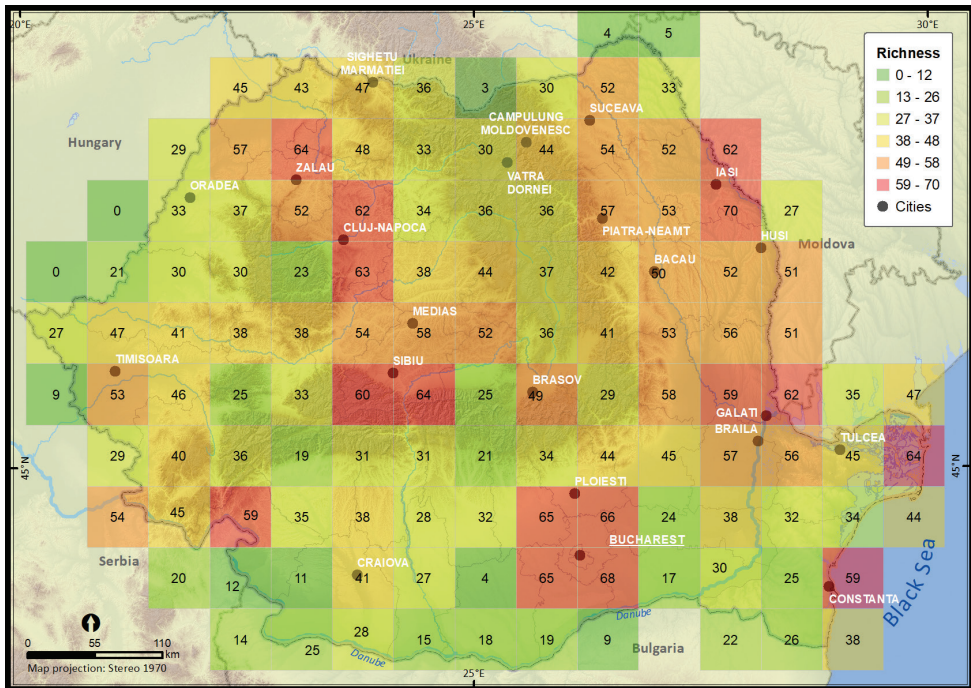 20°E 25°E 30°E
4 5
Richness
0 - 12
13 - 26
27 - 37
38 - 48
49 - 58
59 - 70
Cities
Ukraine
SIGHETU
MARMATIEI
45 43 47 36 3 30 52 33
SUCEAVA
CAMPULUNG
MOLDOVENESC
Hungary
29 57 64 48 33 30 44 54 52 62
ZALAU
VATRA
DORNEI
IASI
ORADEA
0 33 37 52 62 34 36 36 57 53 70 27
CLUJ-NAPOCA
PIATRA-NEAMT
HUSI
Moldova
BACAU
0 21 30 30 23 63 38 44 37 42 50 52 51
MEDIAS
27 47 41 38 38 54 58 52 36 41 53 56 51
TIMISOARA
SIBIU
BRASOV
9 53 46 25 33 60 64 25 49 29 58 59 62 35 47
GALATI
BRAILA
TULCEA
29 40 36 19 31 31 21 34 44 45 57 56 45 64
45°N 45°N
PLOIESTI
54 45 59 35 38 28 32 65 66 24 38 32 34 44
BUCHAREST
Serbia
CRAIOVA
20 12 11 41 27 4 65 68 17 30 25 59
CONSTANTA
Black Sea
Danube
14 25 28 15 18 19 9 22 26 38
Danube
Bulgaria
0 55 110
km
Map projection: Stereo 1970
25°E